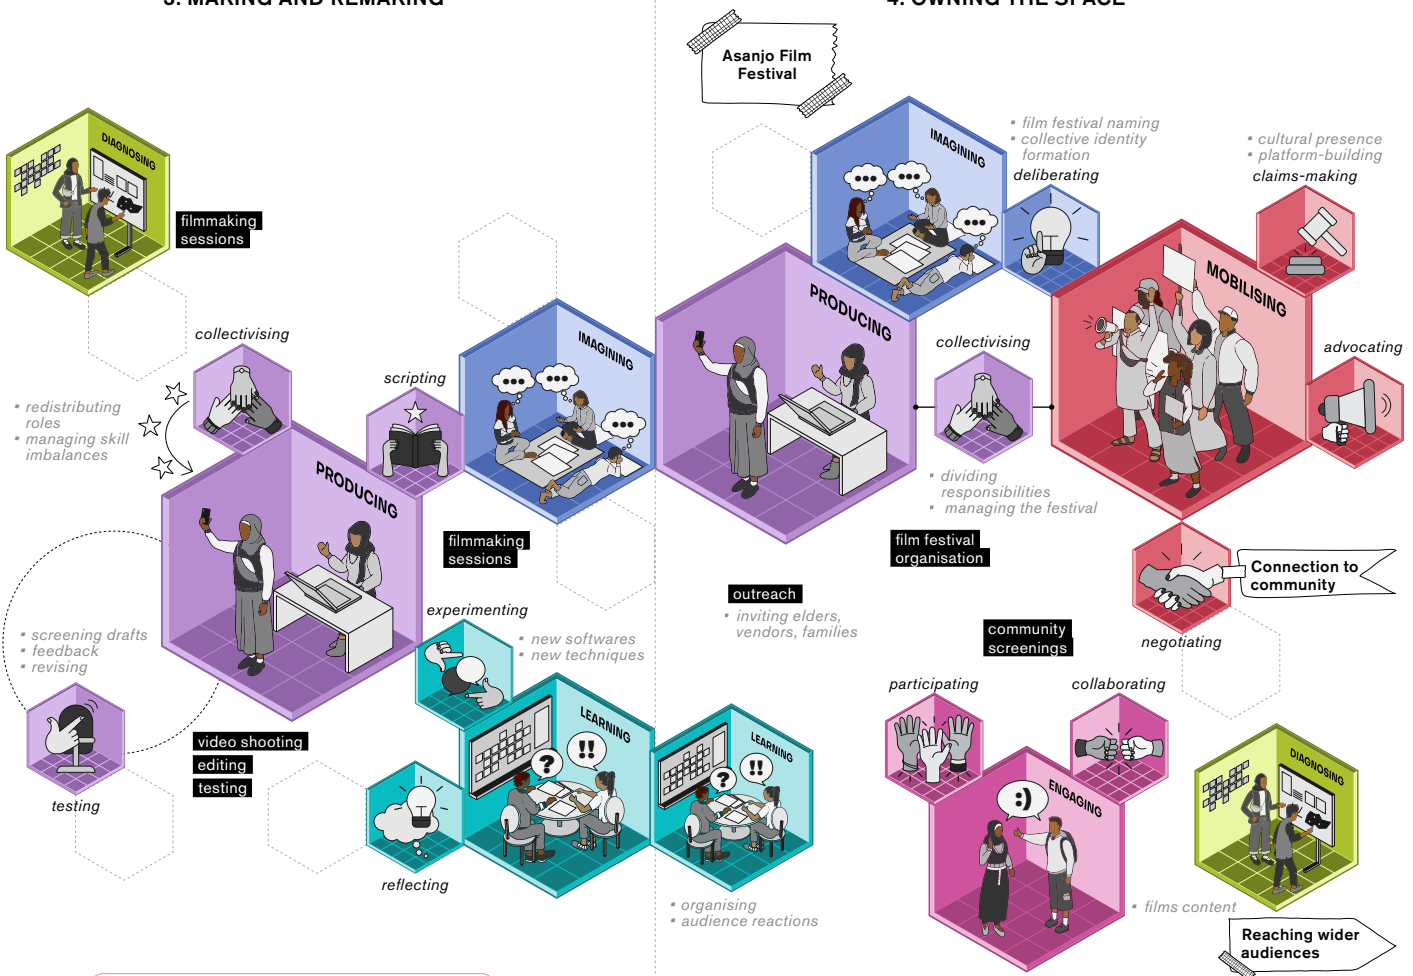 3. MAKING AND REMAKING
DIAGNOSING
filmmaking
sessions
collectivising
▪ redistributing
roles
▪ managing skill
imbalances
scripting
IMAGINING
PRODUCING
filmmaking
sessions
experimenting
▪ new softwares
▪ new techniques
▪ screening drafts
▪ feedback
▪ revising
testing
video shooting
editing
testing
LEARNING
?
!!
reflecting
4. OWNING THE SPACE
Asanjo Film
Festival
IMAGINING
▪ film festival naming
▪ collective identity
formation
deliberating
▪ cultural presence
▪ platform-building
claims-making
PRODUCING
MOBILISING
collectivising
advocating
▪ dividing
responsibilities
▪ managing the festival
film festival
organisation
Connection to
community
negotiating
outreach
▪ inviting elders,
vendors, families
community
screenings
participating
collaborating
LEARNING
?
!!
▪ organising
▪ audience reactions
ENGAGING
:)
DIAGNOSING
▪ films content
Reaching wider
audiences